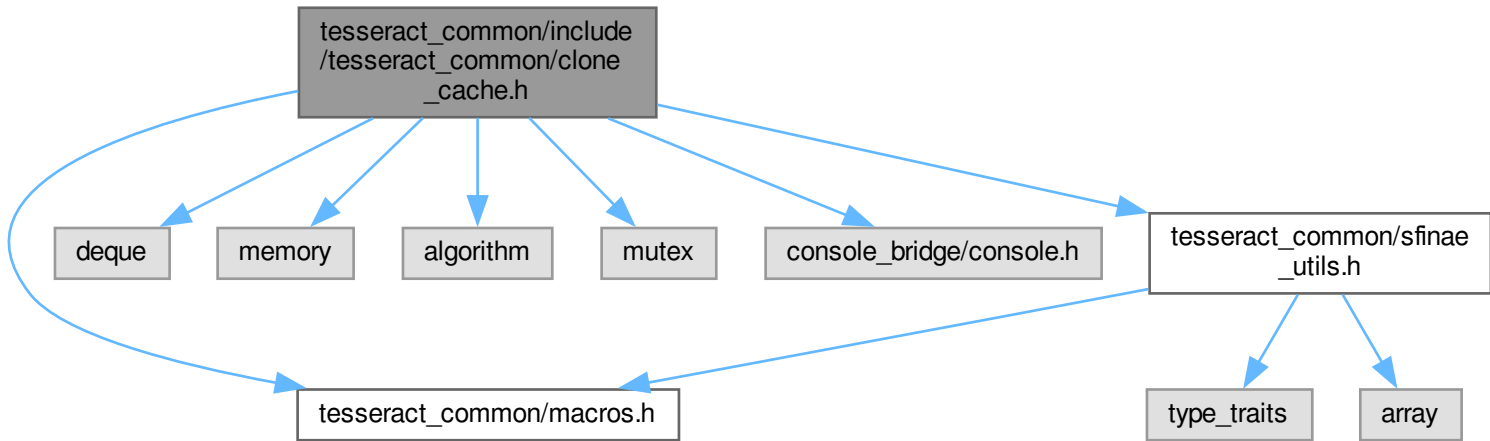 tesseract_common/include
/tesseract_common/clone
_cache.h
deque
memory
algorithm
mutex
console_bridge/console.h
tesseract_common/sfinae
_utils.h
tesseract_common/macros.h
type_traits
array